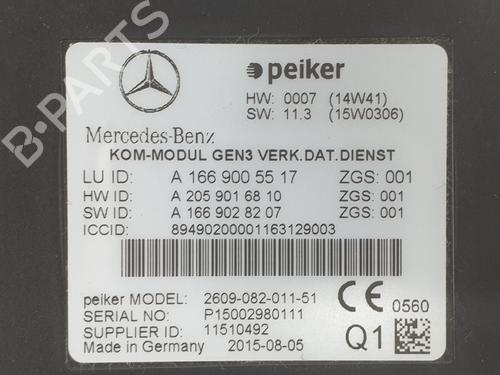 peiker
HW: 0007 (14W41)
SW: 11.3 (15W0306)
Mercedes-Benz
KOM-MODUL GEN3 VERK.DAT.DIENST
LU ID: A 166 900 55 17 ZGS: 001
HW ID: A 205 901 68 10 ZGS: 001
SW ID: A 166 902 82 07 ZGS: 001
ICCID: 89490200001163129003
peiker MODEL: 2609-082-011-51
SERIAL NO: P15002980111
SUPPLIER ID: 11510492
Made in Germany 2015-08-05
CE 0560
Q1
B-PARTS